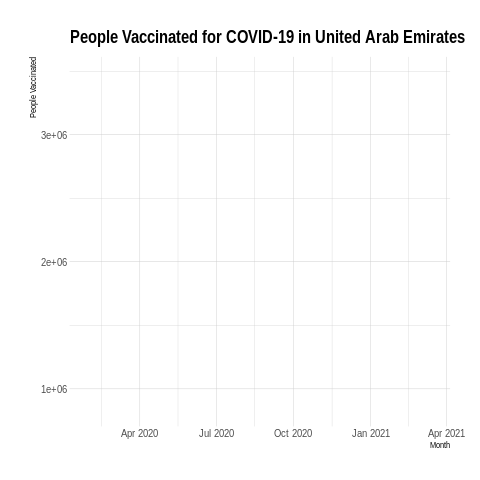 People Vaccinated for COVID-19 in United Arab Emirates
People Vaccinated
3e+06
2e+06
1e+06
Apr 2020 Jul 2020 Oct 2020 Jan 2021 Apr 2021
Month